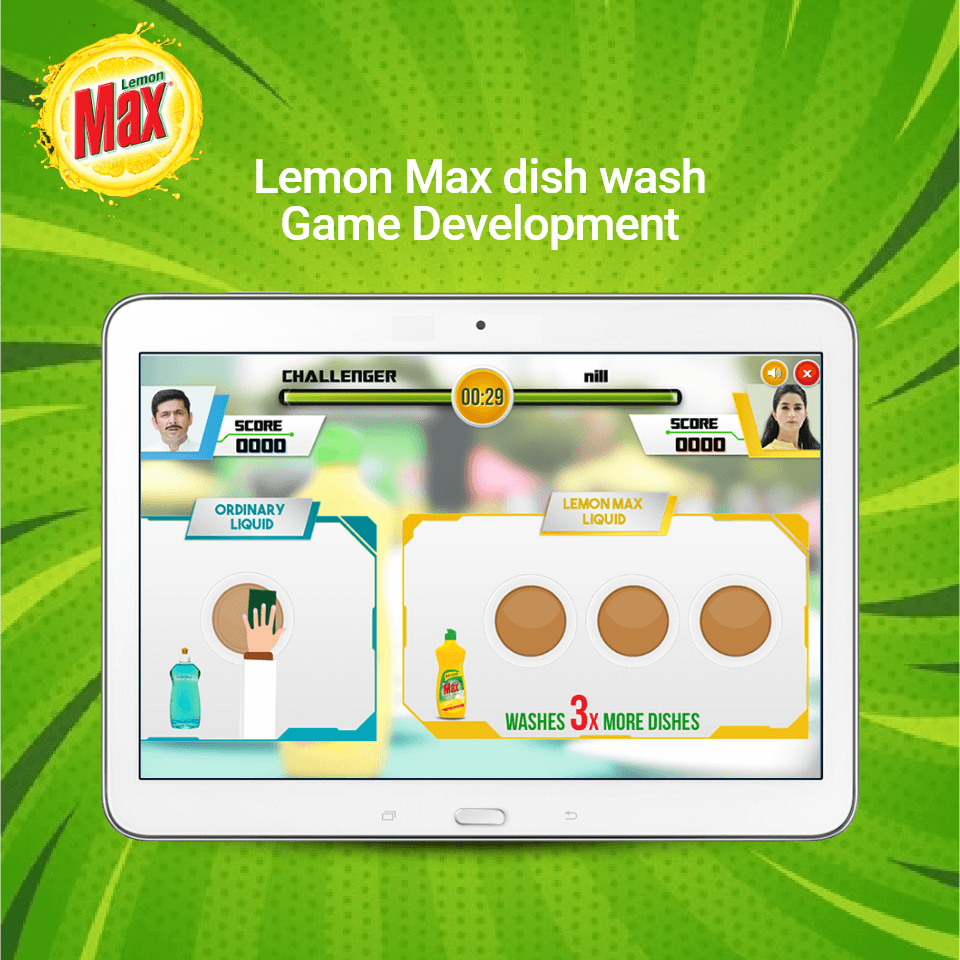 Lemon
Max
Lemon Max dish wash
Game Development
CHALLENGER
00:29
nill
SCORE
0000
SCORE
0000
ORDINARY
LIQUID
LEMON MAX
LIQUID
Max
WASHES 3X MORE DISHES